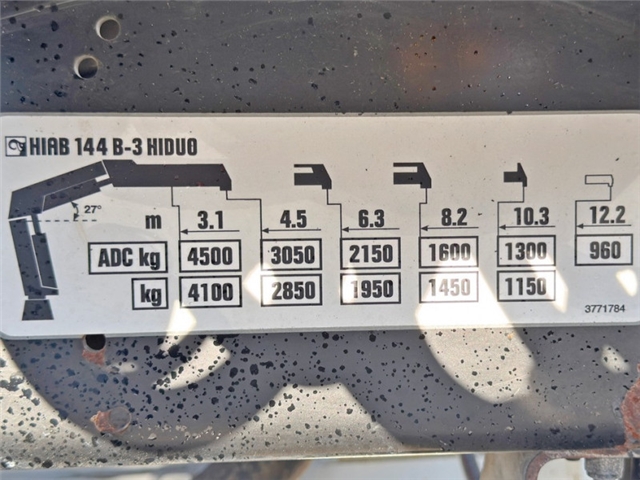 HIAB 144 B-3 HIDUO
27°
m 3.1 4.5 6.3 8.2 10.3 12.2
ADC kg 4500 3050 2150 1600 1300 960
kg 4100 2850 1950 1450 1150
3771784